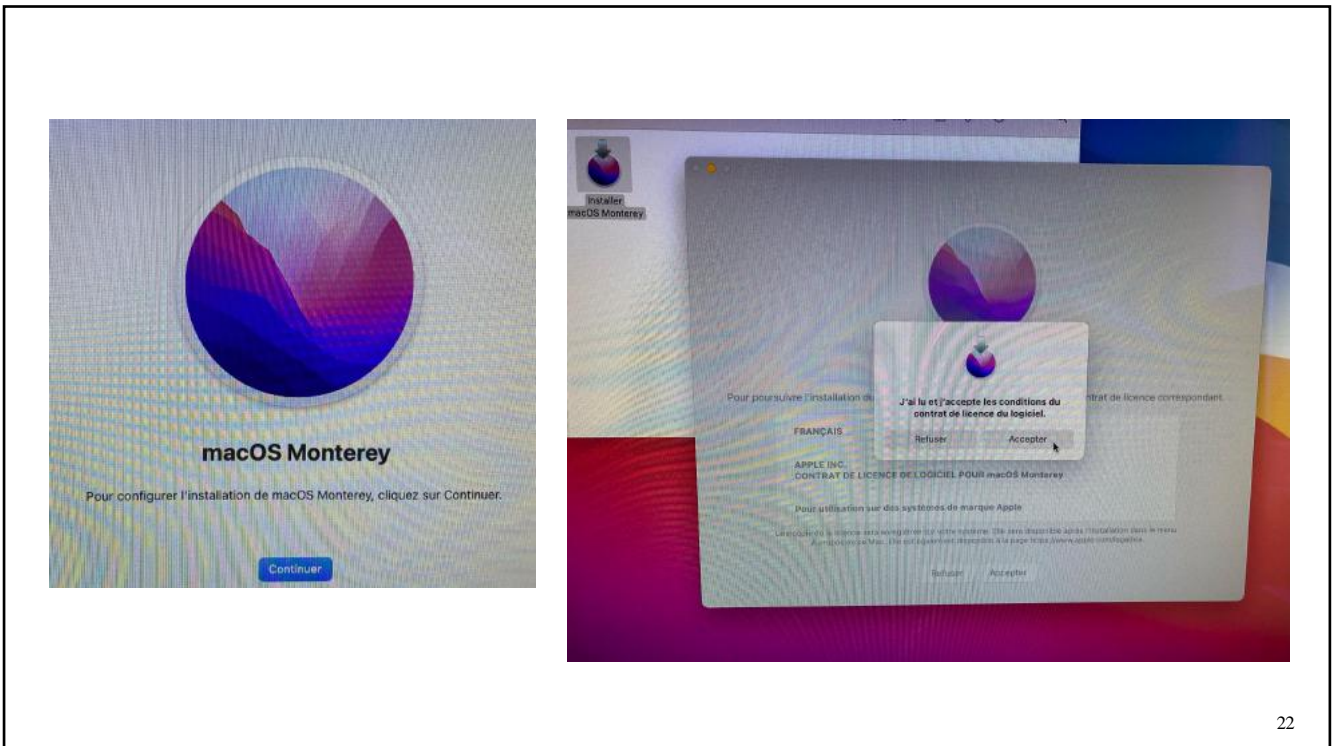 macOS Monterey
Pour configurer l'installation de macOS Monterey, cliquez sur Continuer.
Continuer
Installer
macOS Monterey
Pour poursuivre l'installation de
ntrat de licence correspondant.
J'ai lu et j'accepte les conditions du
contrat de licence du logiciel.
Refuser Accepter
FRANÇAIS
APPLE INC.
CONTRAT DE LICENCE DE LOGICIEL POUR macOS Monterey
Pour utilisation sur des systèmes de marque Apple
Refuser Accepter
22